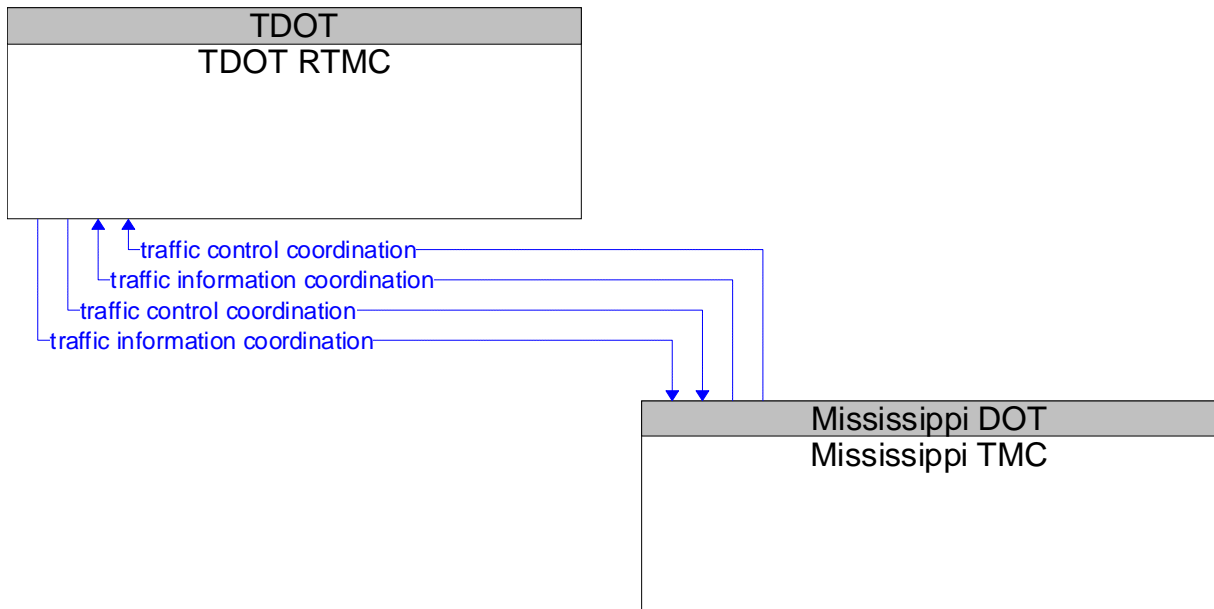 TDOT
TDOT RTMC
traffic control coordination
traffic information coordination
traffic control coordination
traffic information coordination
Mississippi DOT
Mississippi TMC